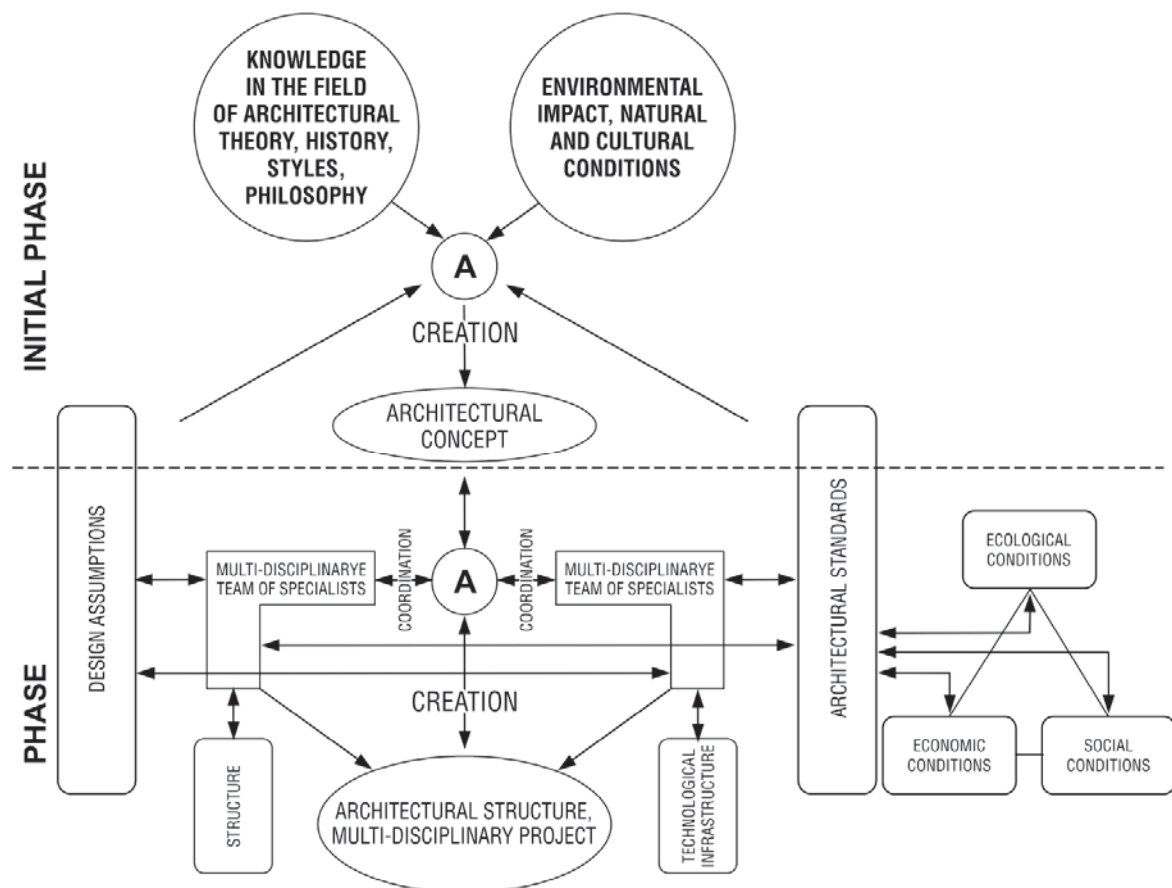 KNOWLEDGE
IN THE FIELD
OF ARCHITECTURAL
THEORY, HISTORY,
STYLES,
PHILOSOPHY
ENVIRONMENTAL
IMPACT, NATURAL
AND CULTURAL
CONDITIONS
INITIAL PHASE
A
CREATION
ARCHITECTURAL
CONCEPT
PHASE
DESIGN ASSUMPTIONS
MULTI-DISCIPLINARYE
TEAM OF SPECIALISTS
COORDINATION
A
COORDINATION
MULTI-DISCIPLINARYE
TEAM OF SPECIALISTS
ARCHITECTURAL STANDARDS
ECOLOGICAL
CONDITIONS
CREATION
STRUCTURE
ARCHITECTURAL STRUCTURE,
MULTI-DISCIPLINARY PROJECT
TECHNOLOGICAL
INFRASTRUCTURE
ECONOMIC
CONDITIONS
SOCIAL
CONDITIONS